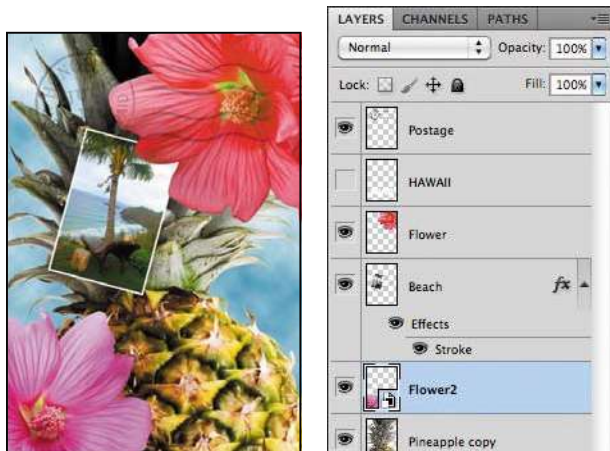 LAYERS CHANNELS PATHS
Normal Opacity: 100%
Lock: Fill: 100%
Postage
HAWAII
Flower
Beach fx
Effects
Stroke
Flower2
Pineapple copy